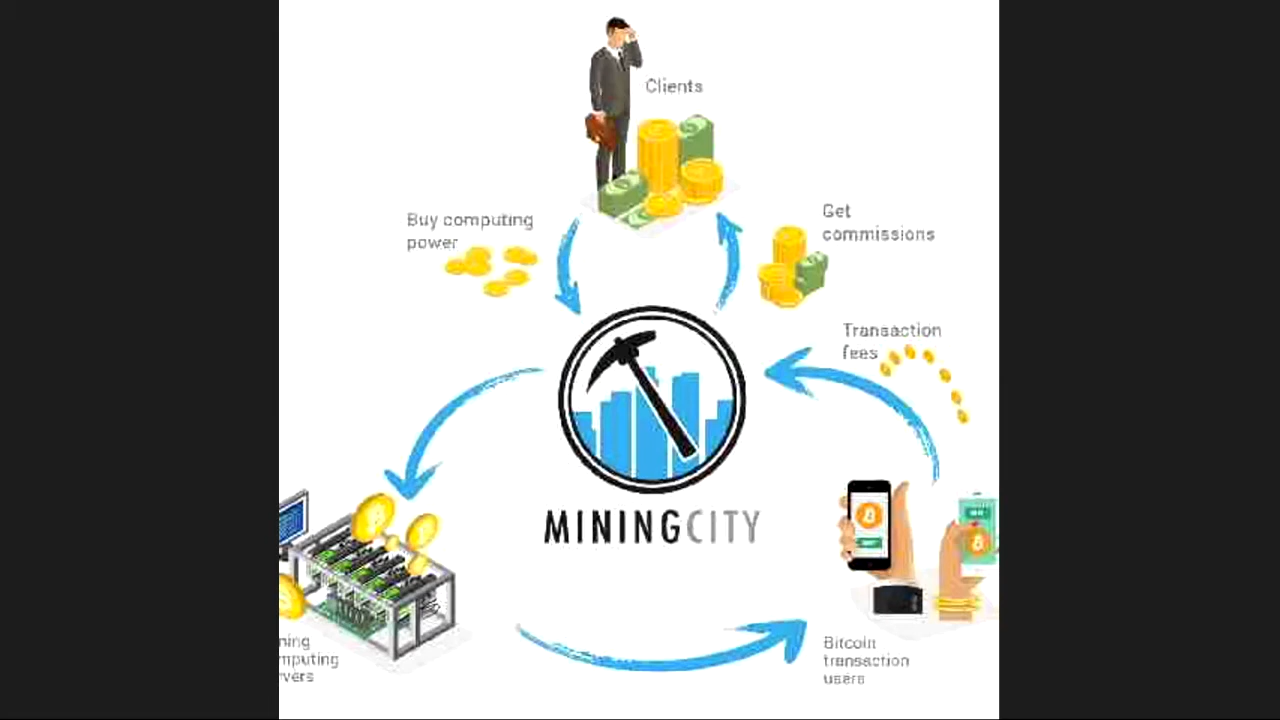 Clients
Buy computing
power
Get
commissions
Transaction
fees
MININGCITY
Bitcoin
transaction
users